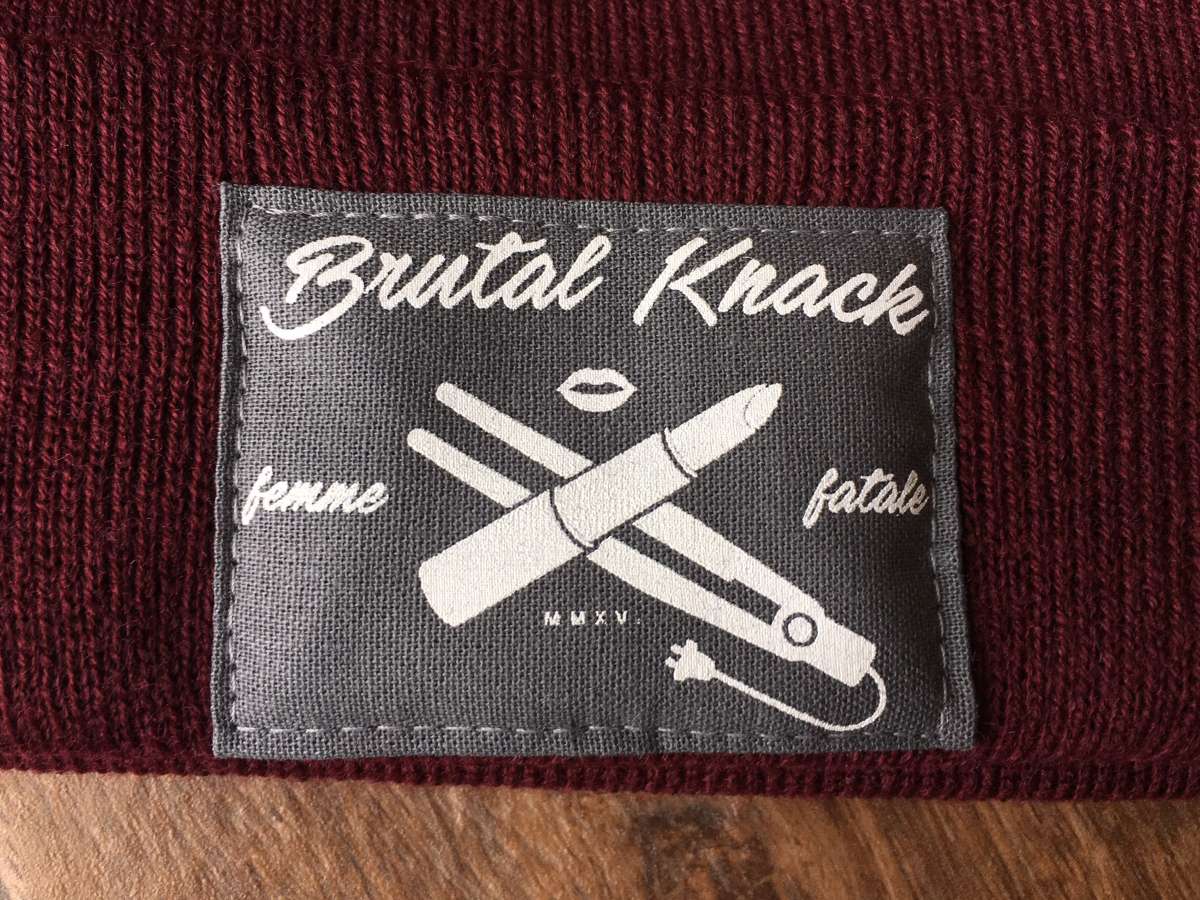 Brutal Knack
femme fatale
MMXV.